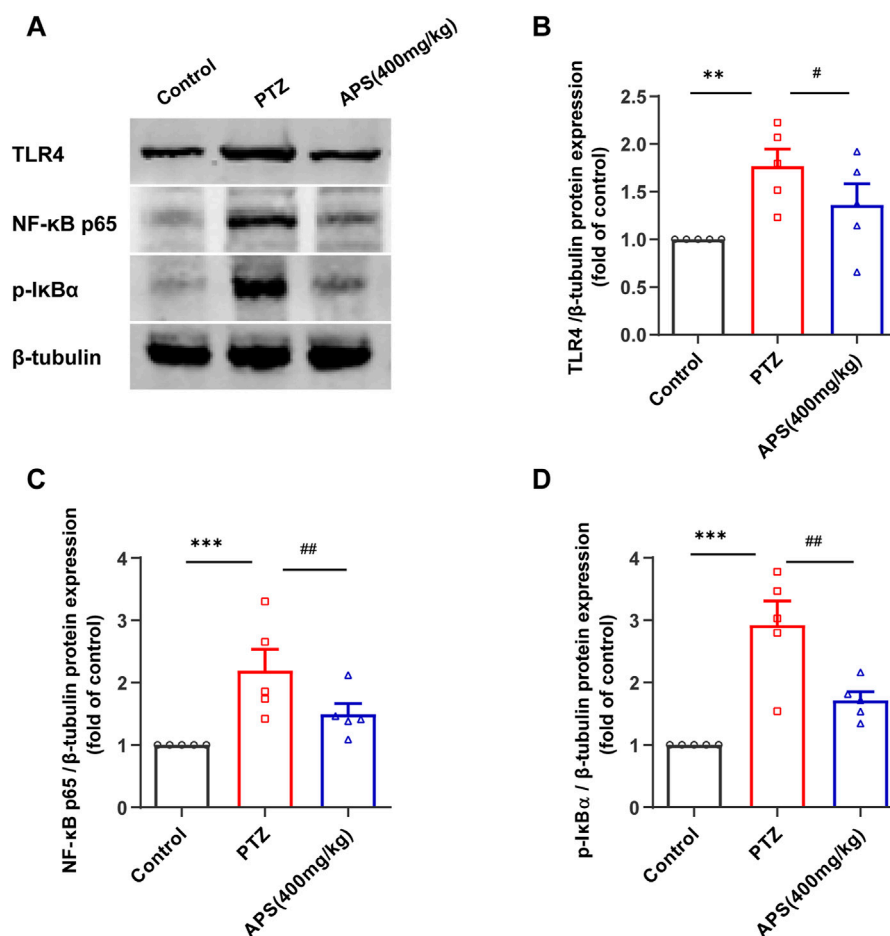 A
Control
PTZ
APS(400mg/kg)
TLR4
NF-κB p65
p-IκBα
β-tubulin
B
**
#
TLR4 /β-tubulin protein expression
(fold of control)
2.5
2.0
1.5
1.0
0.5
0.0
Control
PTZ
APS(400mg/kg)
C
***
##
NF-κB p65 /β-tubulin protein expression
(fold of control)
4
3
2
1
0
Control
PTZ
APS(400mg/kg)
D
***
##
p-IκBα / β-tubulin protein expression
(fold of control)
4
3
2
1
0
Control
PTZ
APS(400mg/kg)